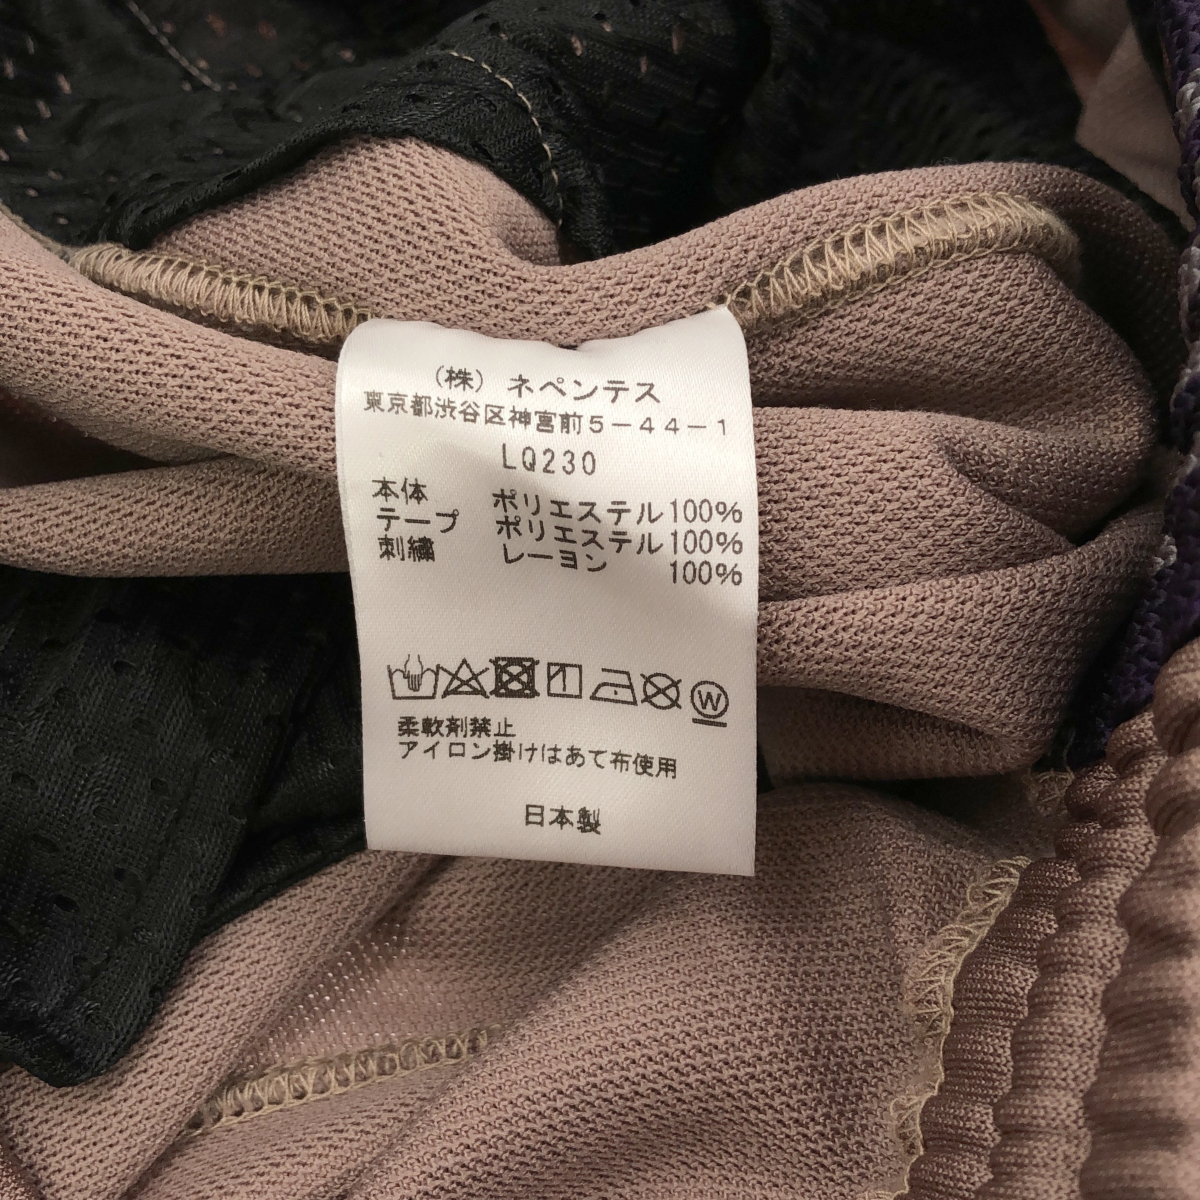 （株）ネペンテス
東京都渋谷区神宮前5－44－1
LQ230
本体 ポリエステル100%
テープ ポリエステル100%
刺繍 レーヨン 100%
W
柔軟剤禁止
アイロン掛けはあて布使用
日本製